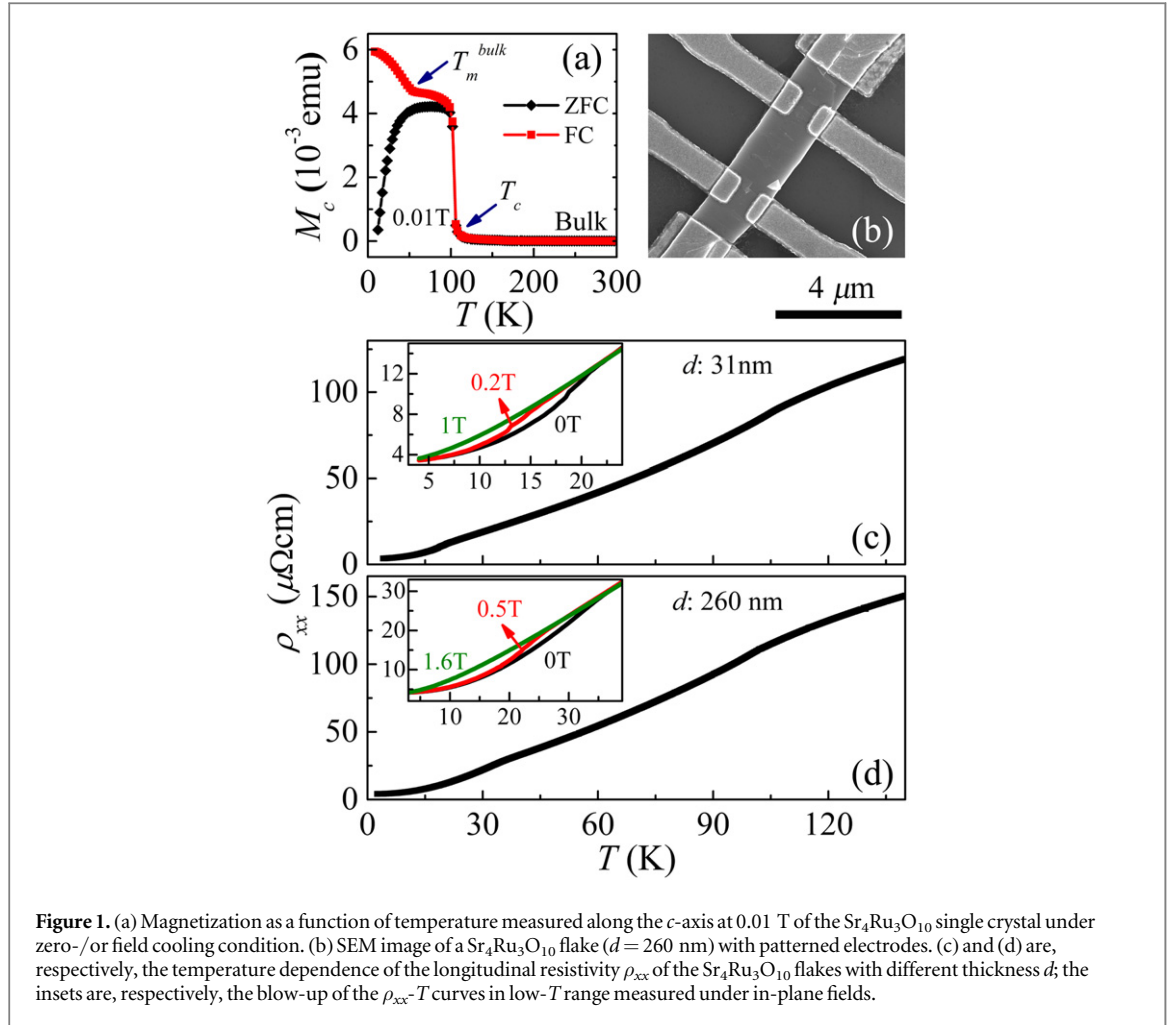 (a)
T_m^bulk
ZFC
FC
T_c
0.01T
Bulk
M_c (10⁻³ emu)
6
4
2
0
0
100
200
300
T (K)
(b)
4 μm
d: 31nm
0.2T
1T
0T
12
8
4
5
10
15
20
100
50
0
(c)
d: 260 nm
0.5T
1.6T
0T
30
20
10
10
20
30
150
100
50
0
(d)
ρ_xx (μΩcm)
0
30
60
90
120
T (K)
Figure 1. (a) Magnetization as a function of temperature measured along the c-axis at 0.01 T of the Sr₄Ru₃O₁₀ single crystal under
zero-/or field cooling condition. (b) SEM image of a Sr₄Ru₃O₁₀ flake (d = 260 nm) with patterned electrodes. (c) and (d) are,
respectively, the temperature dependence of the longitudinal resistivity ρxx of the Sr₄Ru₃O₁₀ flakes with different thickness d; the
insets are, respectively, the blow-up of the ρxx-T curves in low-T range measured under in-plane fields.